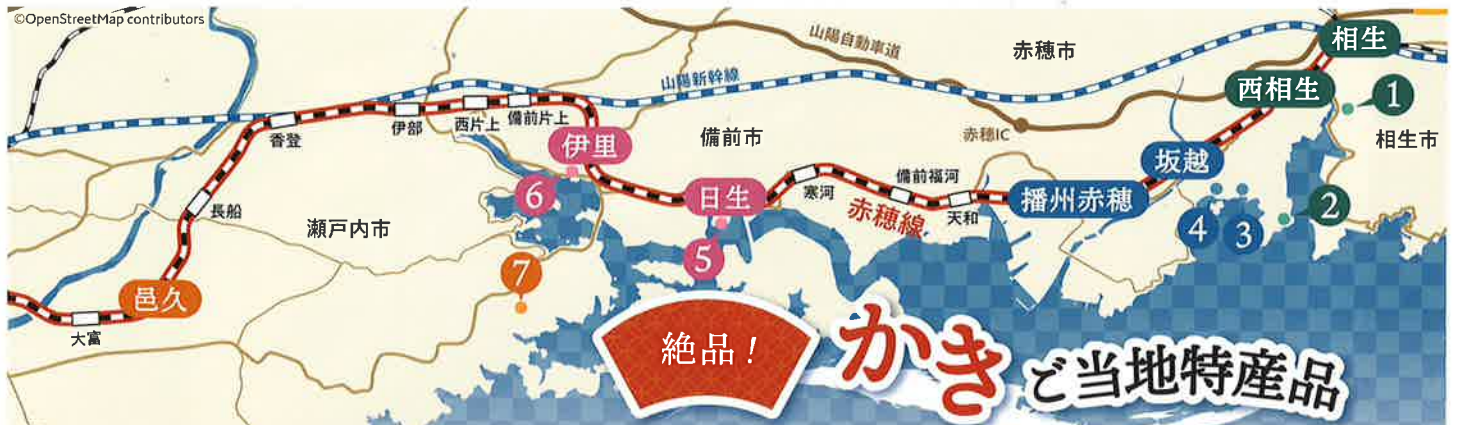 ©OpenStreetMap contributors
山陽自動車道
赤穂市
相生
山陽新幹線
西相生
1
相生市
香登
伊部
西片上
備前片上
伊里
備前市
赤穂IC
坂越
6
日生
寒河
備前福河
天和
播州赤穂
赤穂線
4
3
2
長船
瀬戸内市
5
7
邑久
大富
絶品!
かき
ご当地特産品